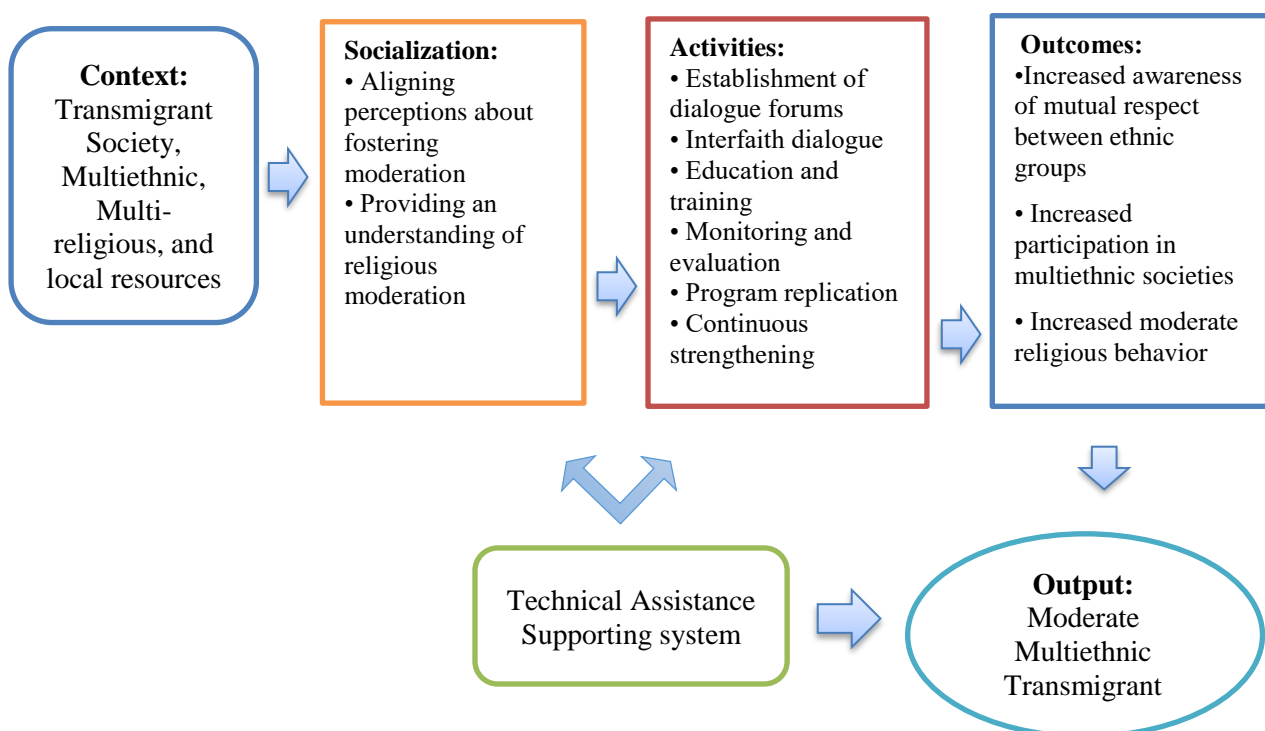 Context:
Transmigrant
Society,
Multiethnic,
Multi-
religious, and
local resources
Socialization:
• Aligning
perceptions about
fostering
moderation
• Providing an
understanding of
religious
moderation
Activities:
• Establishment of
dialogue forums
• Interfaith dialogue
• Education and
training
• Monitoring and
evaluation
• Program replication
• Continuous
strengthening
Outcomes:
•Increased awareness
of mutual respect
between ethnic
groups
• Increased
participation in
multiethnic societies
• Increased moderate
religious behavior
Technical Assistance
Supporting system
Output:
Moderate
Multiethnic
Transmigrant